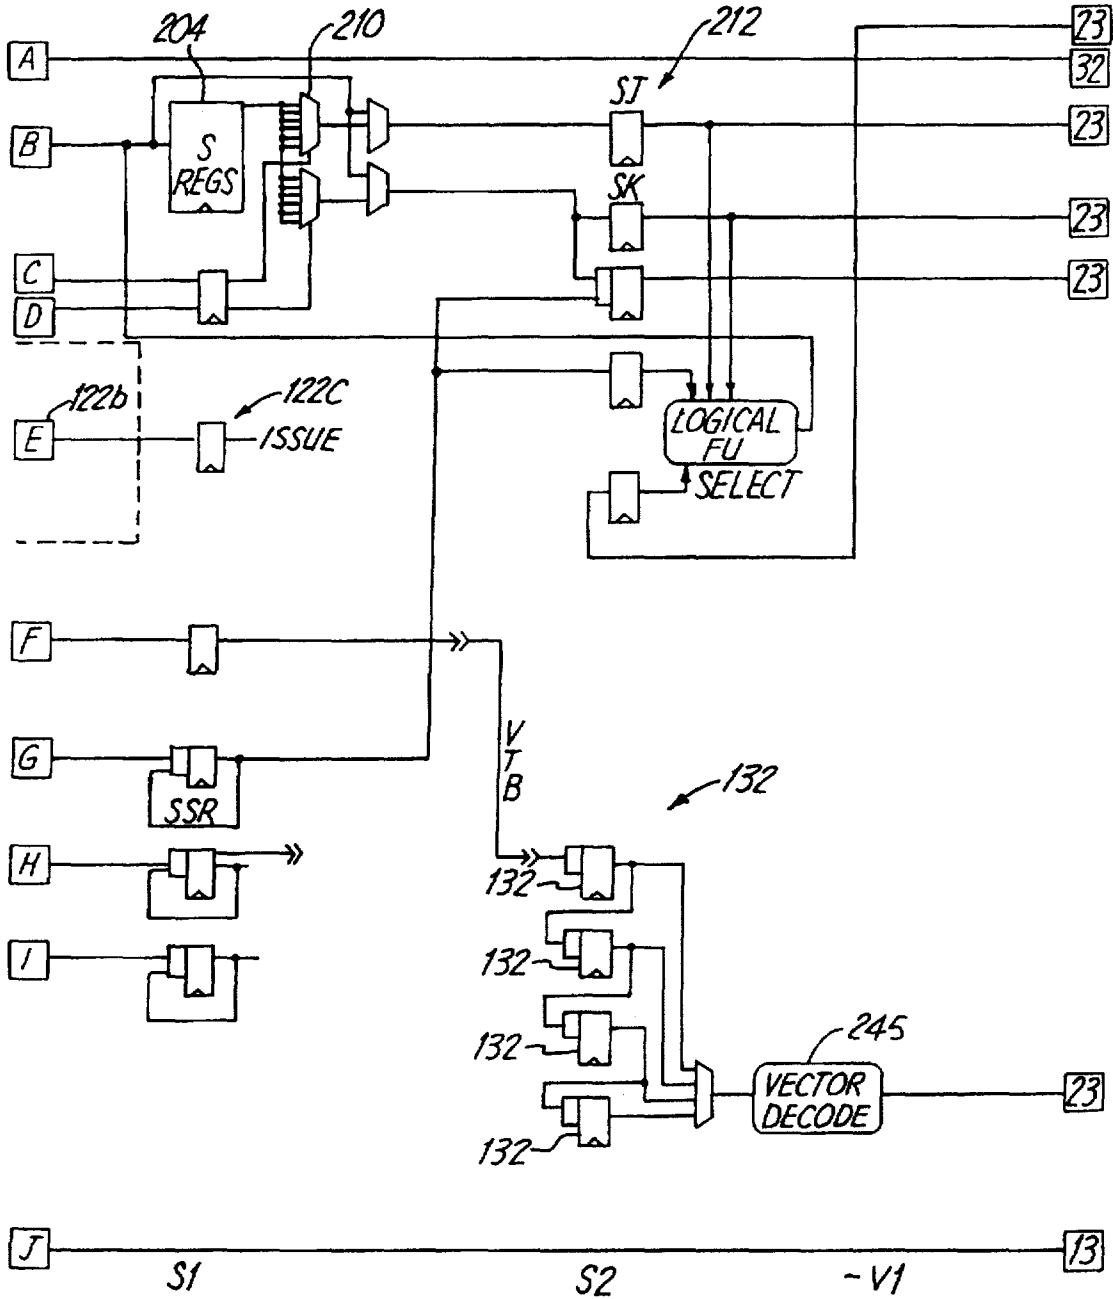 204
210
212
23
A
32
B
S
REGS
SJ
23
SK
23
C
23
D
122b
122C
E
ISSUE
LOGICAL
FU
SELECT
F
G
SSR
V
T
B
132
H
132
I
132
132
245
VECTOR
DECODE
23
132
J
13
S1
S2
~V1